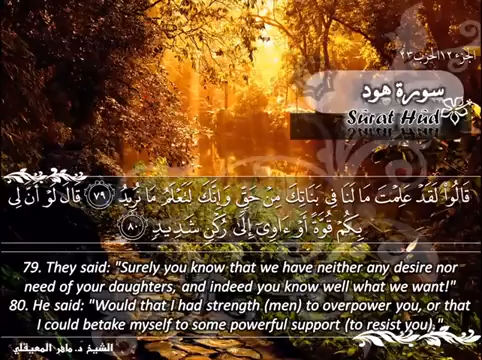 الجزء ١٢ الحزب ٢٣
سورة هود
Sūrat Hūd
قَالُوا۟ لَقَدْ عَلِمْتَ مَا لَنَا فِى بَنَاتِكَ مِنْ حَقٍّ وَإِنَّكَ لَتَعْلَمُ مَا نُرِيدُ ﴿٧٩﴾ قَالَ لَوْ أَنَّ لِى
بِكُمْ قُوَّةً أَوْ ءَاوِىٓ إِلَىٰ رُكْنٍ شَدِيدٍ ﴿٨٠﴾
79. They said: "Surely you know that we have neither any desire nor
need of your daughters, and indeed you know well what we want!"
80. He said: "Would that I had strength (men) to overpower you, or that
I could betake myself to some powerful support (to resist you)."
الشيخ د. ماهر المعيقلي